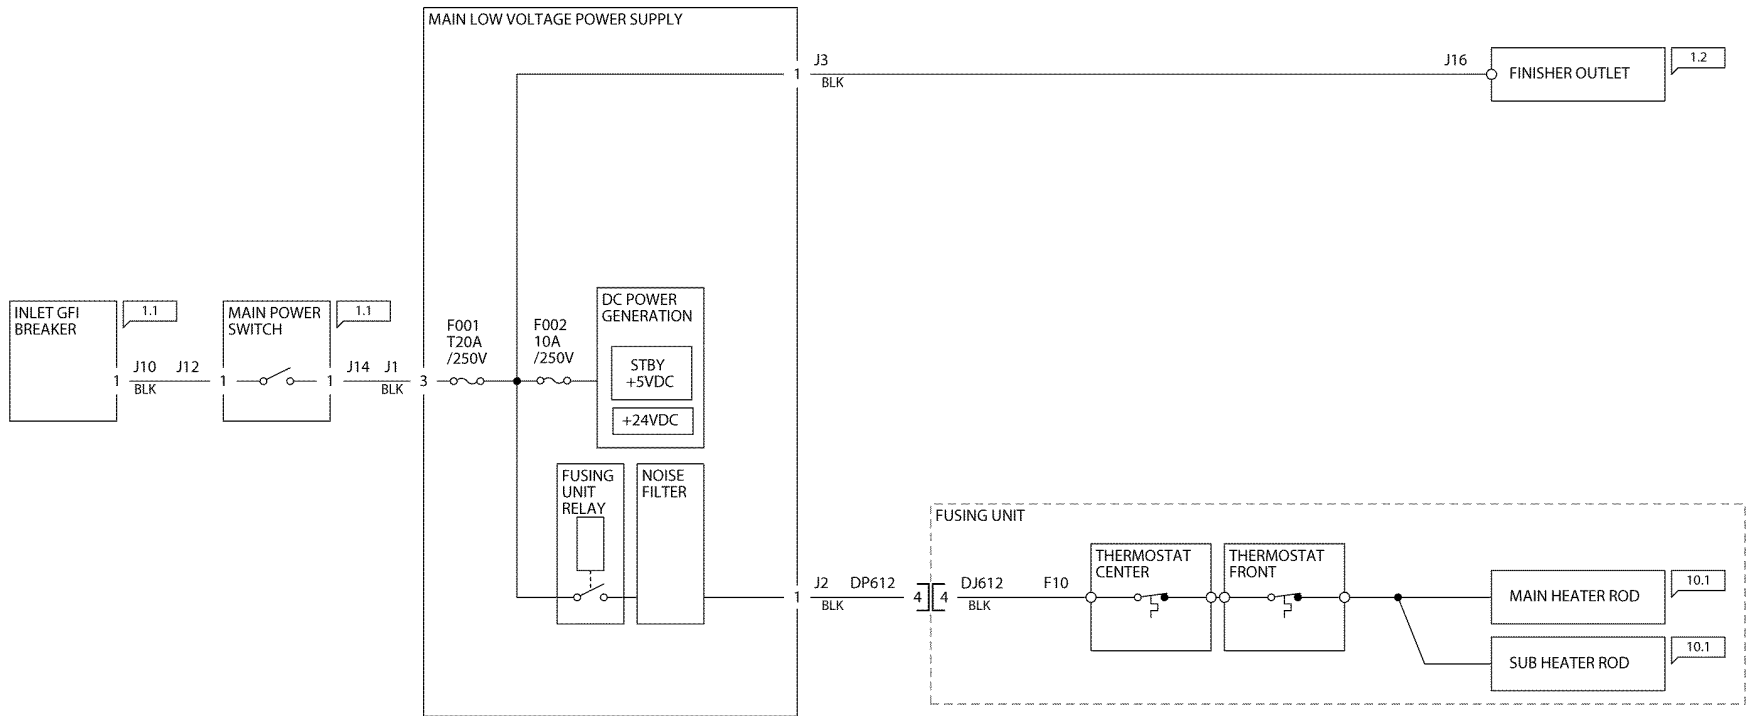 MAIN LOW VOLTAGE POWER SUPPLY
1
J3
BLK
J16
FINISHER OUTLET
1.2
INLET GFI
BREAKER
1.1
1
J10
BLK
J12
MAIN POWER
SWITCH
1.1
1
1
J14
J1
BLK
3
F001
T20A
/250V
F002
10A
/250V
DC POWER
GENERATION
STBY
+5VDC
+24VDC
FUSING
UNIT
RELAY
NOISE
FILTER
1
J2
BLK
DP612
4
4
FUSING UNIT
DJ612
BLK
F10
THERMOSTAT
CENTER
THERMOSTAT
FRONT
MAIN HEATER ROD
10.1
SUB HEATER ROD
10.1